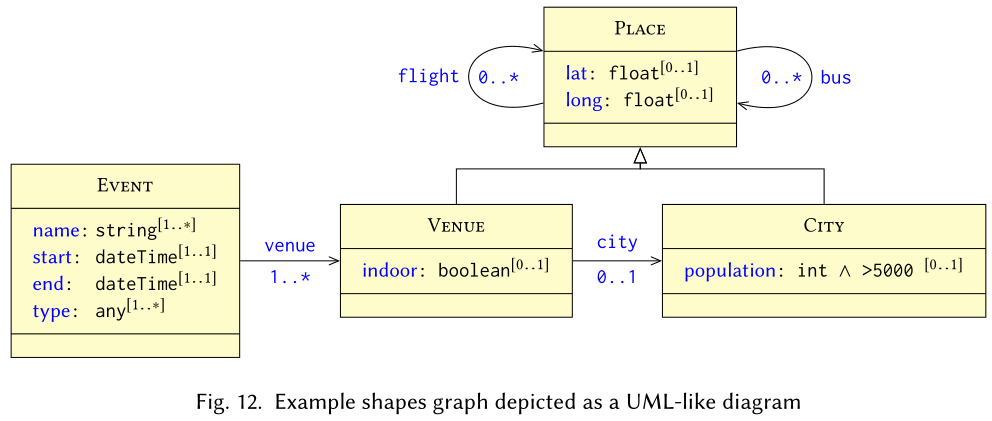 PLACE
flight 0..* lat: float[0..1] 0..* bus
long: float[0..1]
EVENT
name: string[1..*]
start: dateTime[1..1]
end: dateTime[1..1]
type: any[1..*]
venue
1..*
VENUE
indoor: boolean[0..1]
city
0..1
CITY
population: int ∧ >5000 [0..1]
Fig. 12. Example shapes graph depicted as a UML-like diagram